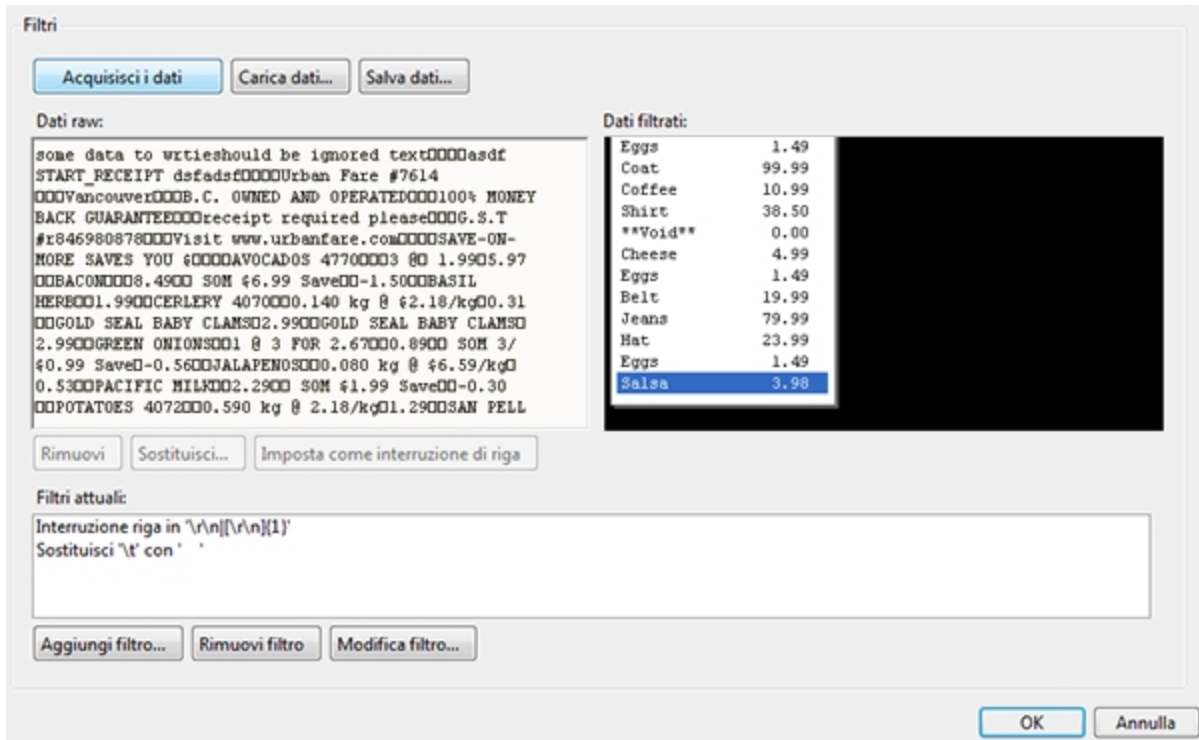 Filtri
Acquisisci i dati
Carica dati...
Salva dati...
Dati raw:
some data to wrtieshould be ignored text□□□□asdf
START_RECEIPT dsfadsf□□□□Urban Fare #7614
□□□Vancouver□□□B.C. OWNED AND OPERATED□□□100% MONEY
BACK GUARANTEE□□□receipt required please□□□G.S.T
#r846980878□□□Visit www.urbanfare.com□□□□SAVE-ON-
MORE SAVES YOU $□□□□AVOCADOS 4770□□□3 @□ 1.99□5.97
□□BACON□□□8.49□□ SOM $6.99 Save□□-1.50□□BASIL
HERB□□1.99□□CERLERY 4070□□0.140 kg @ $2.18/kg□0.31
□□GOLD SEAL BABY CLAMS□2.99□□GOLD SEAL BABY CLAMS□
2.99□□GREEN ONIONS□□1 @ 3 FOR 2.67□□0.89□□ SOM 3/
$0.99 Save□-0.56□□JALAPENOS□□0.080 kg @ $6.59/kg□
0.53□□PACIFIC MILK□□2.29□□ SOM $1.99 Save□□-0.30
□□POTATOES 4072□□0.590 kg @ 2.18/kg□1.29□□SAN PELL
Dati filtrati:
Eggs 1.49
Coat 99.99
Coffee 10.99
Shirt 38.50
**Void** 0.00
Cheese 4.99
Eggs 1.49
Belt 19.99
Jeans 79.99
Hat 23.99
Eggs 1.49
Salsa 3.98
Rimuovi
Sostituisci...
Imposta come interruzione di riga
Filtri attuali:
Interruzione riga in '\r\n|[\r\n]{1}'
Sostituisci '\t' con '    '
Aggiungi filtro...
Rimuovi filtro
Modifica filtro...
OK
Annulla